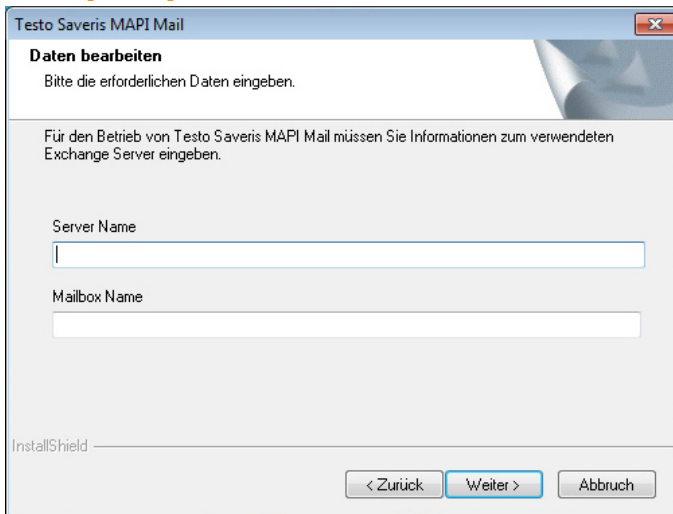 Testo Saveris MAPI Mail
Daten bearbeiten
Bitte die erforderlichen Daten eingeben.
Für den Betrieb von Testo Saveris MAPI Mail müssen Sie Informationen zum verwendeten
Exchange Server eingeben.
Server Name
Mailbox Name
InstallShield
< Zurück
Weiter >
Abbruch